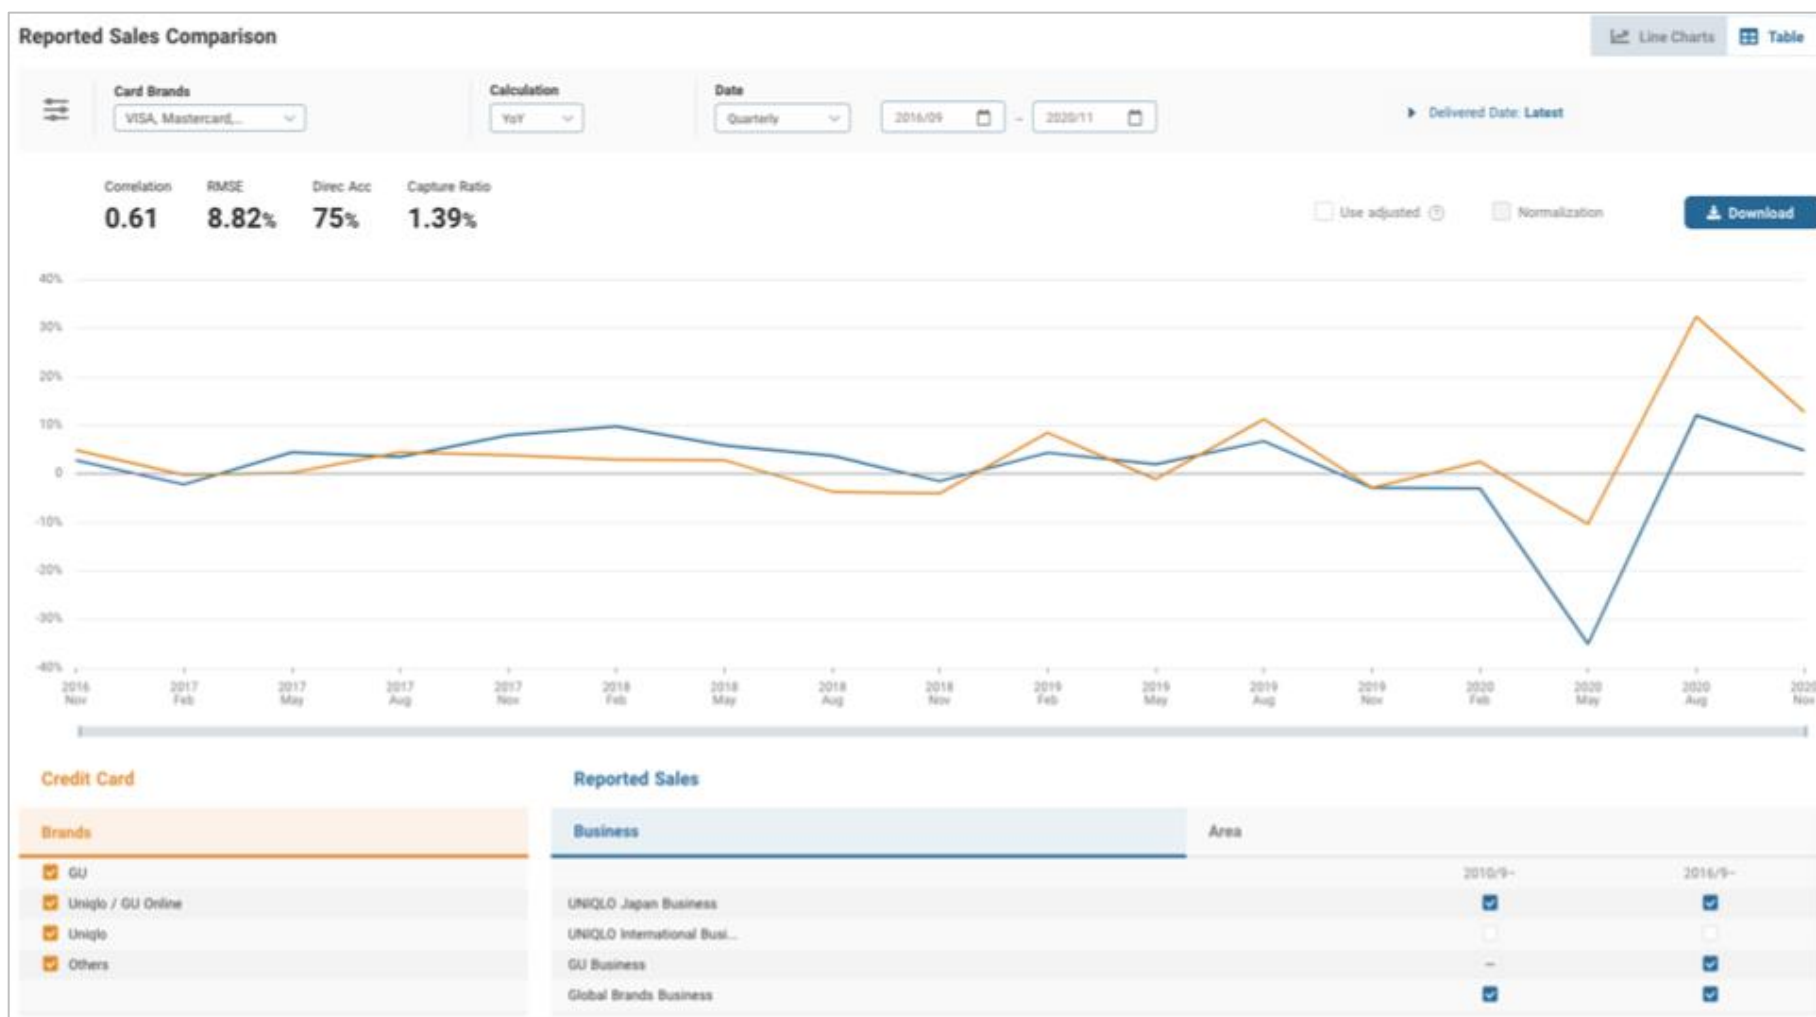 Reported Sales Comparison
Line Charts
Table
Card Brands
Calculation
Date
VISA, Mastercard,...
YoY
Quarterly
2016/09
–
2020/11
Delivered Date: Latest
Correlation
RMSE
Direc Acc
Capture Ratio
0.61
8.82%
75%
1.39%
Use adjusted
Normalization
Download
40%
30%
20%
10%
0
-10%
-20%
-30%
-40%
2016 Nov
2017 Feb
2017 May
2017 Aug
2017 Nov
2018 Feb
2018 May
2018 Aug
2018 Nov
2019 Feb
2019 May
2019 Aug
2019 Nov
2020 Feb
2020 May
2020 Aug
2020 Nov
Credit Card
Reported Sales
Brands
Business
Area
GU
2010/9~
2016/9~
Uniqlo / GU Online
UNIQLO Japan Business
Uniqlo
UNIQLO International Busi...
Others
GU Business
–
Global Brands Business